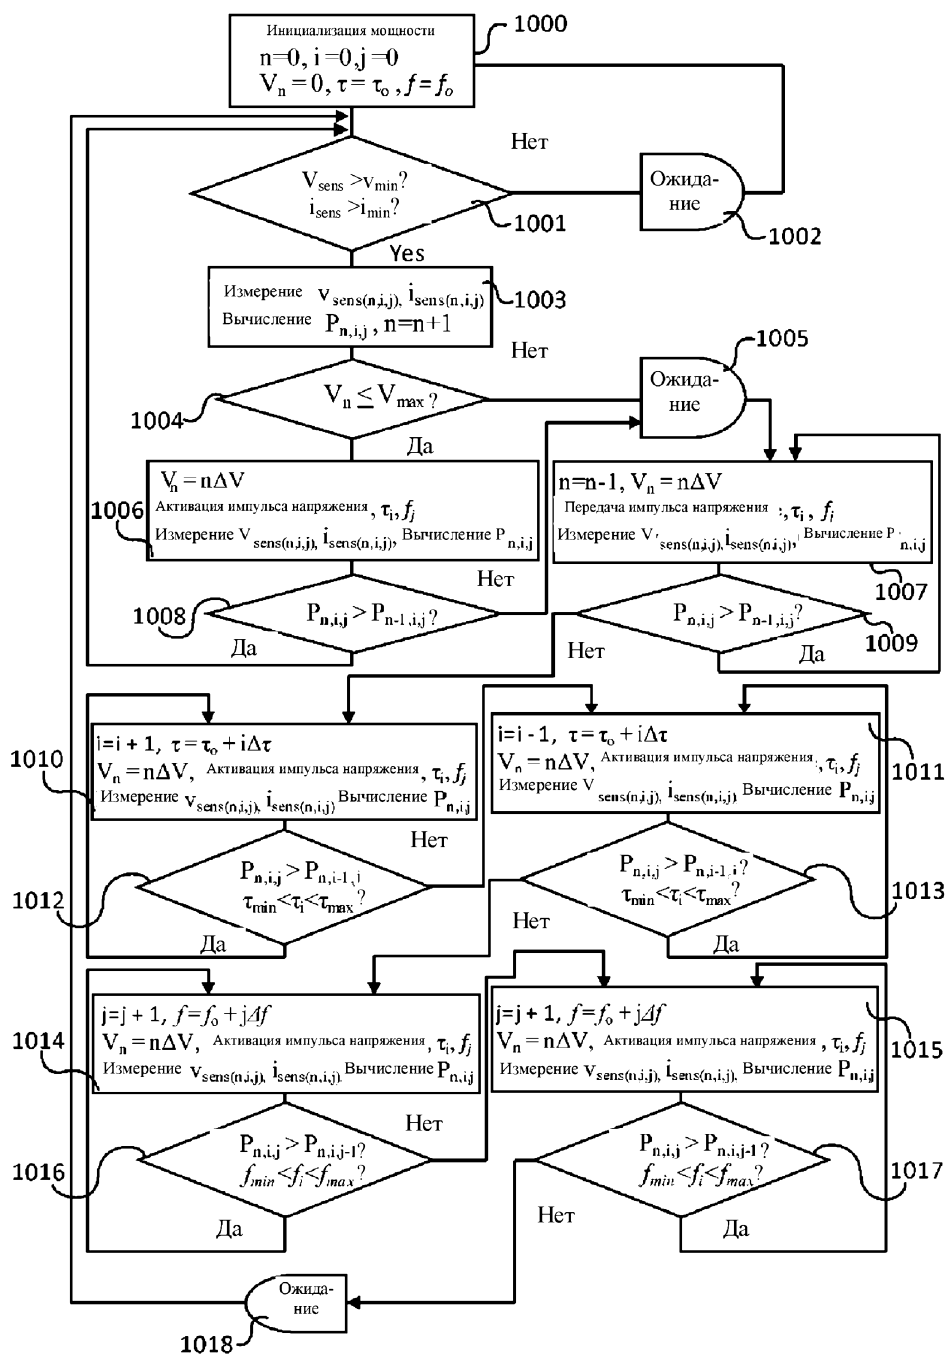 Инициализация мощности
n=0, i =0,j =0
Vn = 0, τ = τo , f = fo
1000
Нет
Vsens >vmin?
isens >imin?
1001
Ожида-
ние
1002
Yes
Измерение vsens(n,i,j), isens(n,i,j)
Вычисление Pn,i,j , n=n+1
1003
Нет
1005
Vn ≤ Vmax ?
1004
Ожида-
ние
Да
Vn = nΔV
Активация импульса напряжения , τi, fj
Измерение Vsens(n,i,j), isens(n,i,j), Вычисление Pn,i,j
1006
n=n-1, Vn = nΔV
Передача импульса напряжения :, τi, fj
Измерение Vsens(n,i,j), isens(n,i,j), Вычисление Pn,i,j
1007
Нет
Pn,i,j > Pn-1,i,j?
1008
Да
Pn,i,j > Pn-1,i,j?
1009
Нет
Да
i=i + 1, τ = τo + iΔτ
Vn = nΔV, Активация импульса напряжения , τi, fj
Измерение vsens(n,i,j), isens(n,i,j) Вычисление Pn,i,j
1010
i=i - 1, τ = τo + iΔτ
Vn = nΔV, Активация импульса напряжения , τi, fj
Измерение Vsens(n,i,j), isens(n,i,j) Вычисление Pn,i,j
1011
Нет
Pn,i,j > Pn,i-1,j
τmin<τi<τmax?
1012
Да
Pn,i,j > Pn,i-1,j?
τmin<τi<τmax?
1013
Нет
Да
j=j + 1, f = fo + jΔf
Vn = nΔV, Активация импульса напряжения , τi, fj
Измерение vsens(n,i,j), isens(n,i,j). Вычисление Pn,i,j
1014
j=j + 1, f = fo + jΔf
Vn = nΔV, Активация импульса напряжения , τi, fj
Измерение vsens(n,i,j), isens(n,i,j), Вычисление Pn,i,j
1015
Нет
Pn,i,j > Pn,i,j-1?
fmin<fi<fmax?
1016
Да
Pn,i,j > Pn,i,j-1?
fmin<fi<fmax?
1017
Нет
Да
Ожида-
ние
1018